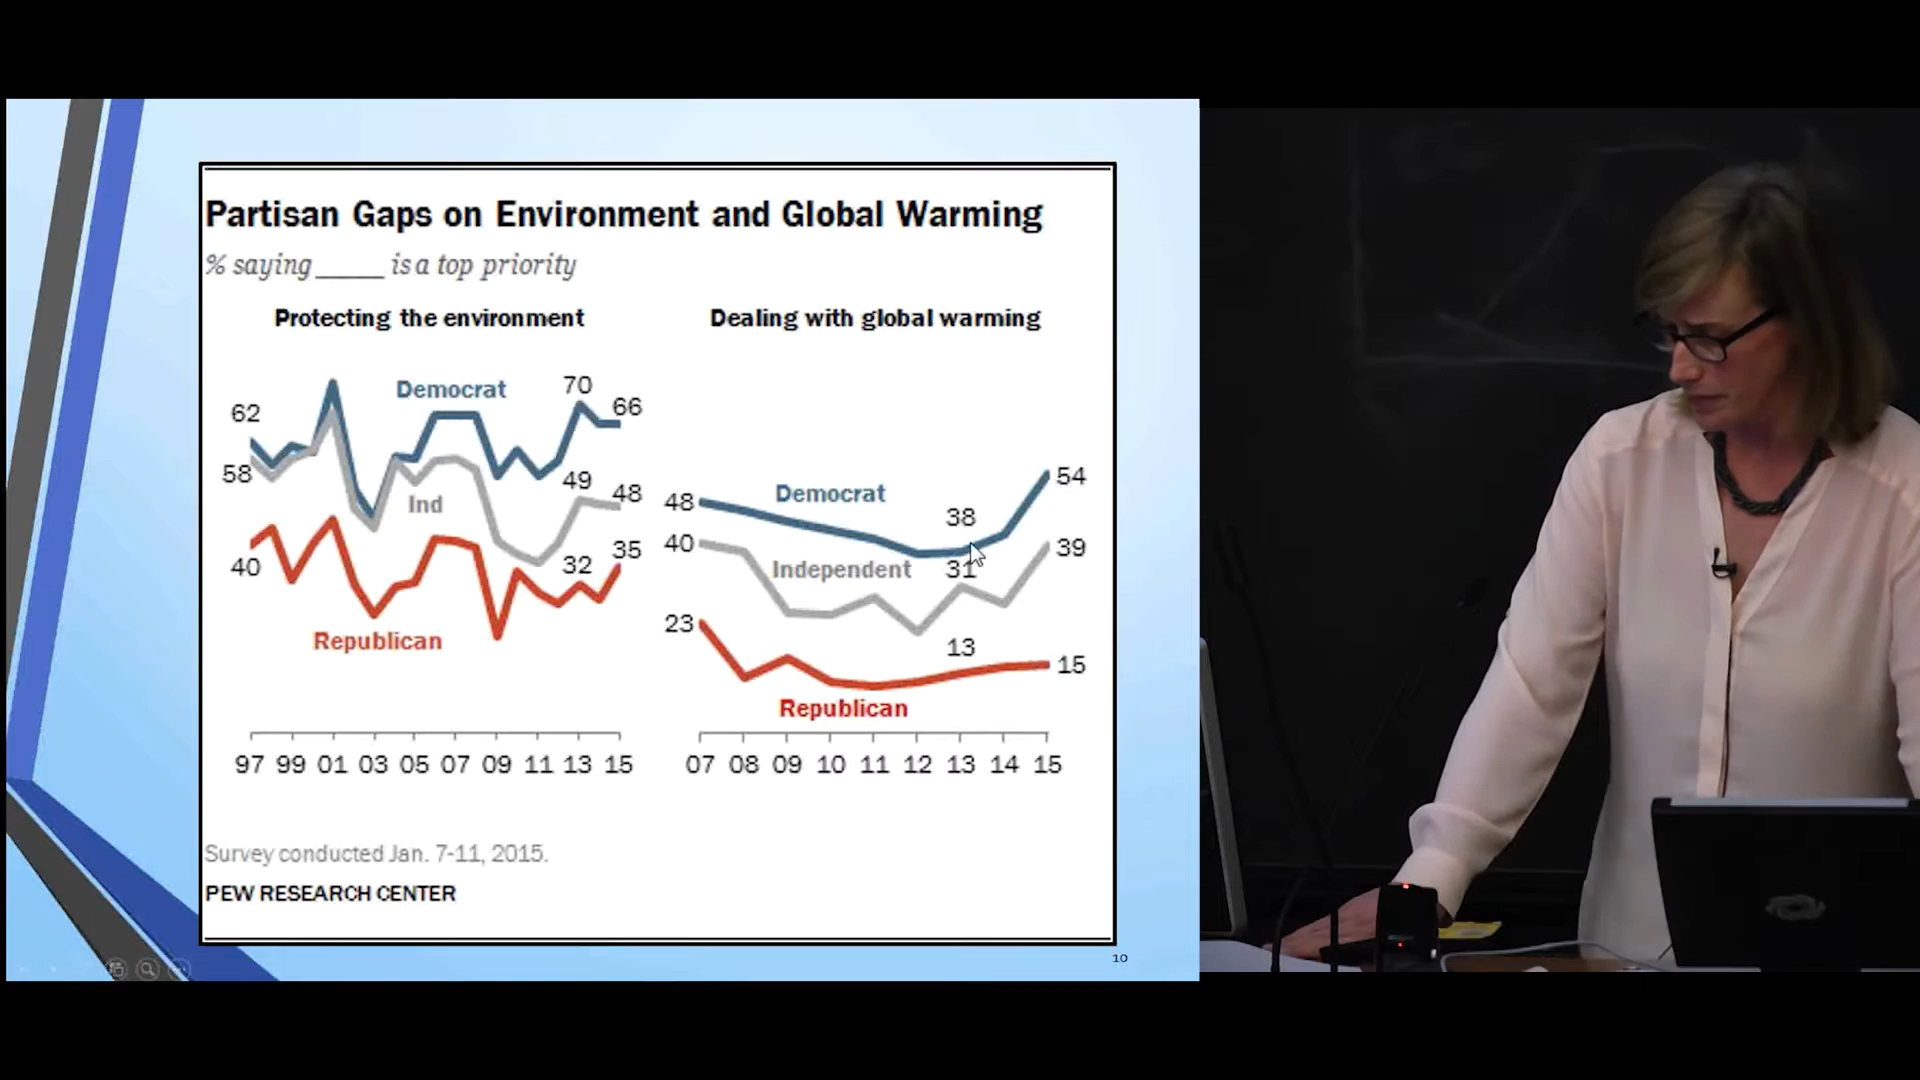 Partisan Gaps on Environment and Global Warming
% saying _____ is a top priority
Protecting the environment
62
58
40
Democrat
Ind
Republican
70
66
49
48
32
35
97 99 01 03 05 07 09 11 13 15
Dealing with global warming
48
40
23
Democrat
Independent
Republican
38
31
13
54
39
15
07 08 09 10 11 12 13 14 15
Survey conducted Jan. 7-11, 2015.
PEW RESEARCH CENTER
10